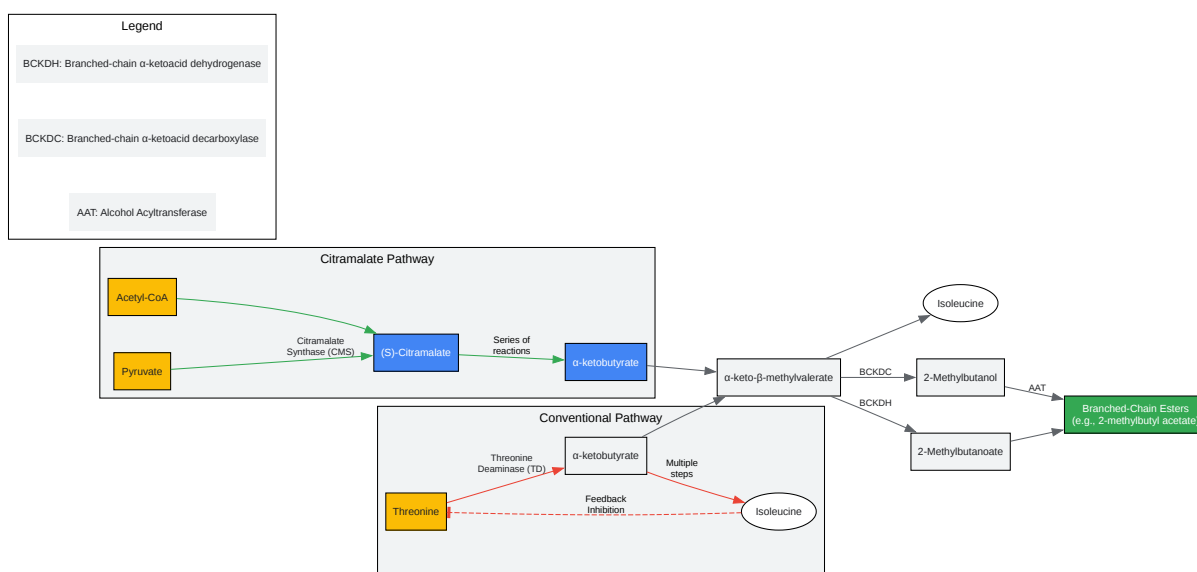 Legend
BCKDH: Branched-chain α-ketoacid dehydrogenase
BCKDC: Branched-chain α-ketoacid decarboxylase
AAT: Alcohol Acyltransferase
Citramalate Pathway
Acetyl-CoA
Pyruvate
Citramalate
Synthase (CMS)
(S)-Citramalate
Series of
reactions
α-ketobutyrate
Conventional Pathway
Threonine
Threonine
Deaminase (TD)
α-ketobutyrate
Multiple
steps
Feedback
Inhibition
Isoleucine
α-keto-β-methylvalerate
Isoleucine
BCKDC
2-Methylbutanol
BCKDH
2-Methylbutanoate
AAT
Branched-Chain Esters
(e.g., 2-methylbutyl acetate)